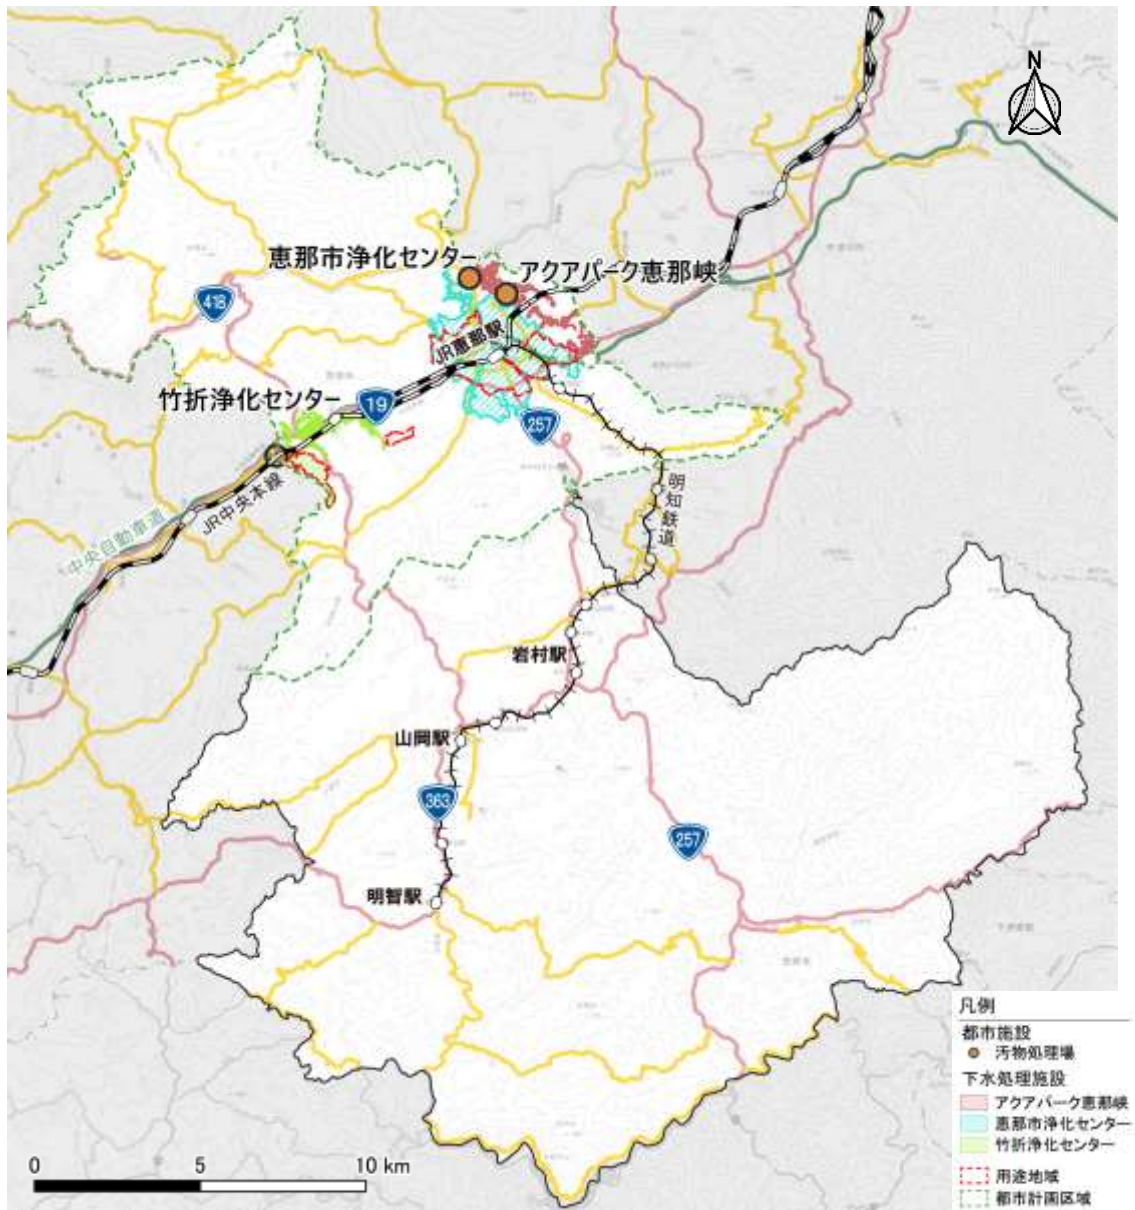 N
恵那市浄化センター
アクアパーク恵那峡
418
JR恵那駅
竹折浄化センター
19
257
JR中央本線
中央自動車道
明知鉄道
岩村駅
山岡駅
363
257
明智駅
凡例
都市施設
汚物処理場
下水処理施設
アクアパーク恵那峡
恵那市浄化センター
竹折浄化センター
用途地域
都市計画区域
0 5 10 km